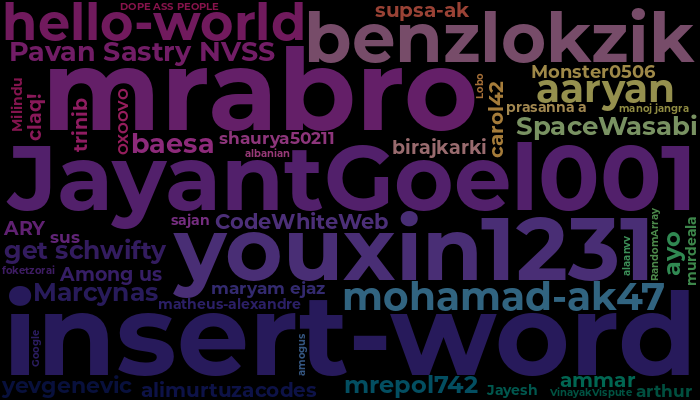 DOPE ASS PEOPLE
supsa-ak
hello-world
benzlokzik
Pavan Sastry NVSS
mrabro
Monster0506
aaryan
Lobo
Milindu
claq!
trinib
oxoovo
carol42
prasanna a
manoj jangra
SpaceWasabi
baesa
shaurya50211
albanian
birajkarki
JayantGoel001
ARY
sus
sajan
CodeWhiteWeb
get schwifty
youxin1231
alaanvv
RandomArray
ayo
murdeala
foketzorai
Among us
Marcynas
maryam ejaz
matheus-alexandre
mohamad-ak47
insert-word
Google
amogus
yevgenevic
alimurtuzacodes
mrepol742
Jayesh
ammar
VinayakVispute
arthur